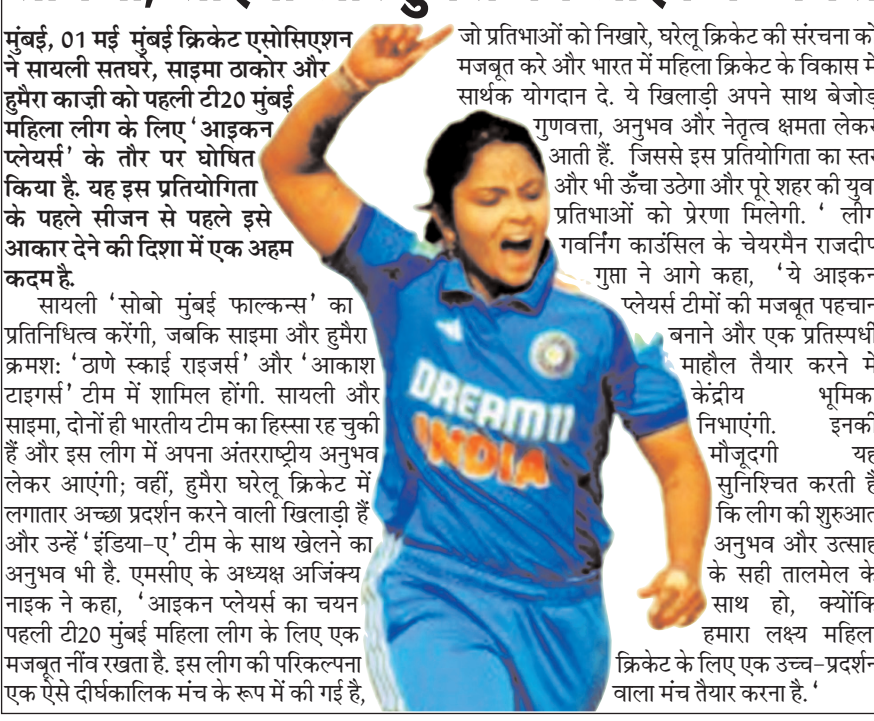 मुंबई, 01 मई मुंबई क्रिकेट एसोसिएशन
ने सायली सतघरे, साइमा ठाकोर और
हुमैरा काज़ी को पहली टी20 मुंबई
महिला लीग के लिए ‘आइकन
प्लेयर्स’ के तौर पर घोषित
किया है. यह इस प्रतियोगिता
के पहले सीजन से पहले इसे
आकार देने की दिशा में एक अहम
कदम है.
सायली ‘सोबो मुंबई फाल्कन्स’ का
प्रतिनिधित्व करेंगी, जबकि साइमा और हुमैरा
क्रमश: ‘ठाणे स्काई राइजर्स’ और ‘आकाश
टाइगर्स’ टीम में शामिल होंगी. सायली और
साइमा, दोनों ही भारतीय टीम का हिस्सा रह चुकी
हैं और इस लीग में अपना अंतरराष्ट्रीय अनुभव
लेकर आएंगी; वहीं, हुमैरा घरेलू क्रिकेट में
लगातार अच्छा प्रदर्शन करने वाली खिलाड़ी हैं
और उन्हें ‘इंडिया-ए’ टीम के साथ खेलने का
अनुभव भी है. एमसीए के अध्यक्ष अजिंक्य
नाइक ने कहा, ‘आइकन प्लेयर्स का चयन
पहली टी20 मुंबई महिला लीग के लिए एक
मजबूत नींव रखता है. इस लीग की परिकल्पना
एक ऐसे दीर्घकालिक मंच के रूप में की गई है,
जो प्रतिभाओं को निखारे, घरेलू क्रिकेट की संरचना को
मजबूत करे और भारत में महिला क्रिकेट के विकास में
सार्थक योगदान दे. ये खिलाड़ी अपने साथ बेजोड़
गुणवत्ता, अनुभव और नेतृत्व क्षमता लेकर
आती हैं. जिससे इस प्रतियोगिता का स्तर
और भी ऊँचा उठेगा और पूरे शहर की युवा
प्रतिभाओं को प्रेरणा मिलेगी. ‘ लीग
गवर्निंग काउंसिल के चेयरमैन राजदीप
गुप्ता ने आगे कहा, ‘ये आइकन
प्लेयर्स टीमों की मजबूत पहचान
बनाने और एक प्रतिस्पर्धी
माहौल तैयार करने में
केंद्रीय भूमिका
निभाएंगी. इनकी
मौजूदगी यह
सुनिश्चित करती है
कि लीग की शुरुआत
अनुभव और उत्साह
के सही तालमेल के
साथ हो, क्योंकि
हमारा लक्ष्य महिला
क्रिकेट के लिए एक उच्च-प्रदर्शन
वाला मंच तैयार करना है. ‘
DREAM11
INDIA